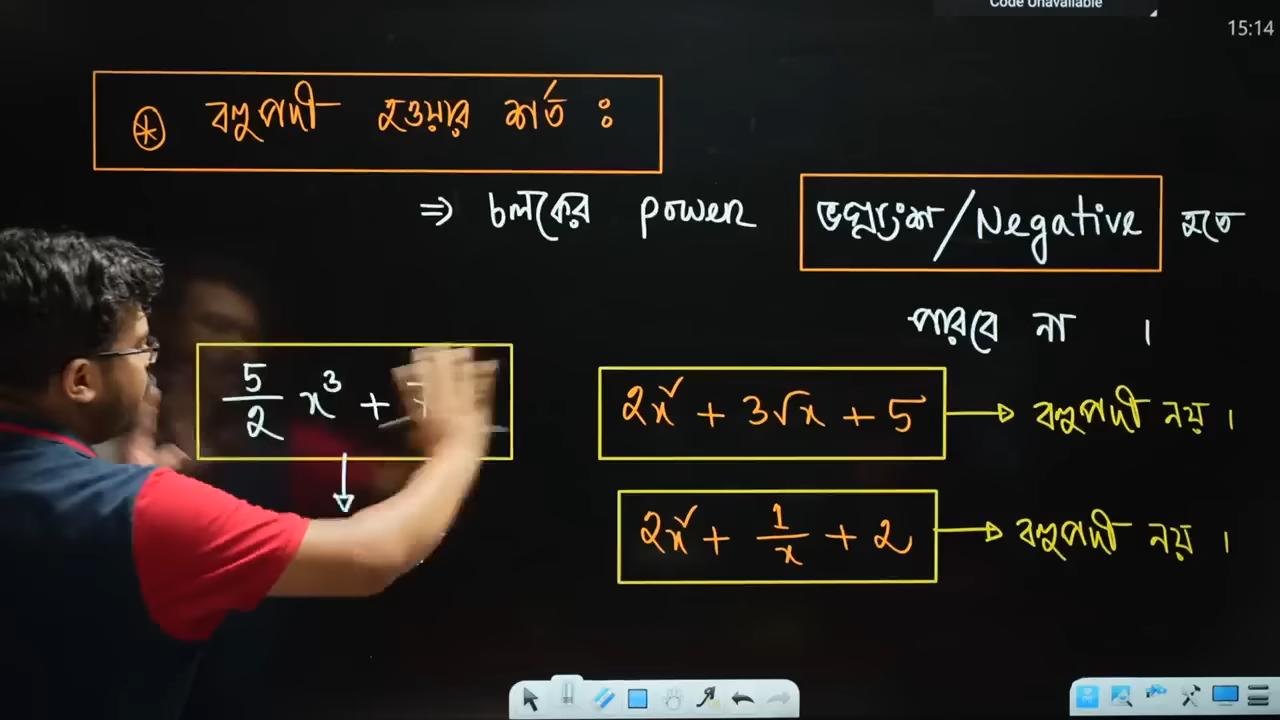 Code Unavailable
15:14
⊛ বহুপদী হওয়ার শর্ত :
⇒ চলকের power ভগ্নাংশ/Negative হতে
পারবে না ।
5/2 x³ + 7
2x² + 3√x + 5 → বহুপদী নয় ।
2x² + 1/x + 2 → বহুপদী নয় ।